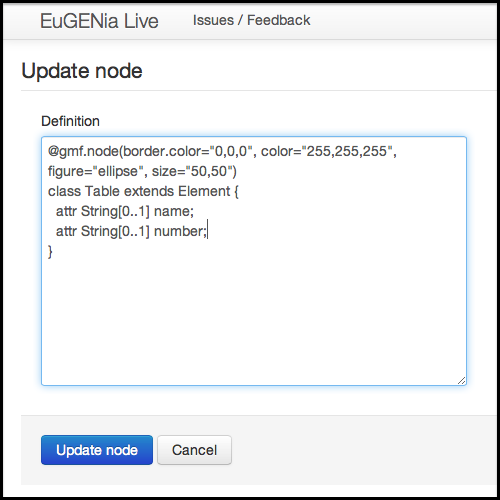 EuGENia Live Issues / Feedback
Update node
Definition
@gmf.node(border.color="0,0,0", color="255,255,255",
figure="ellipse", size="50,50")
class Table extends Element {
  attr String[0..1] name;
  attr String[0..1] number;
}
Update node Cancel